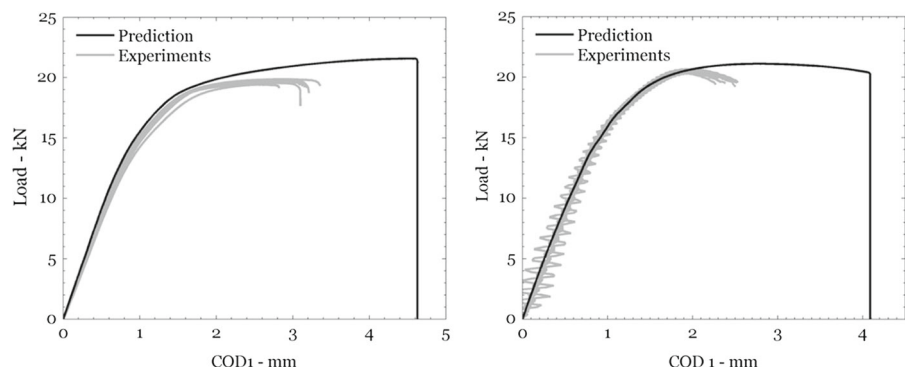 25
20
15
10
5
0
Load - kN
Prediction
Experiments
0 1 2 3 4 5
COD1 - mm
25
20
15
10
5
0
Load - kN
Prediction
Experiments
0 1 2 3 4
COD 1 - mm